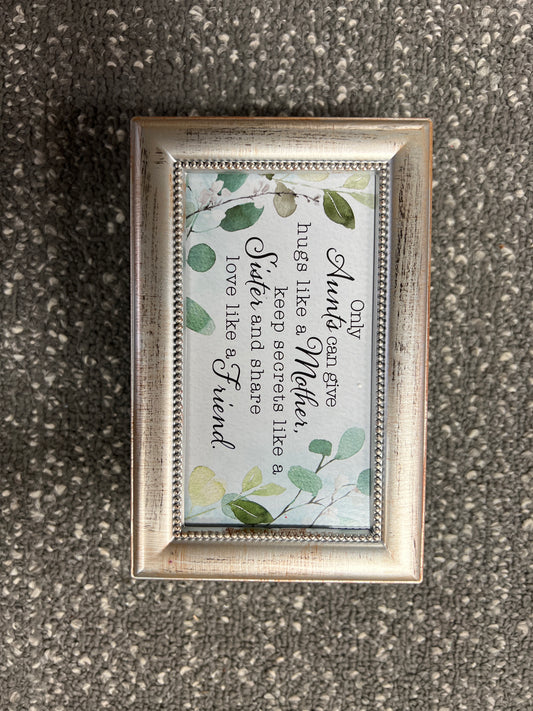 Only
Aunts can give
hugs like a Mother,
keep secrets like a
Sister and share
love like a Friend.